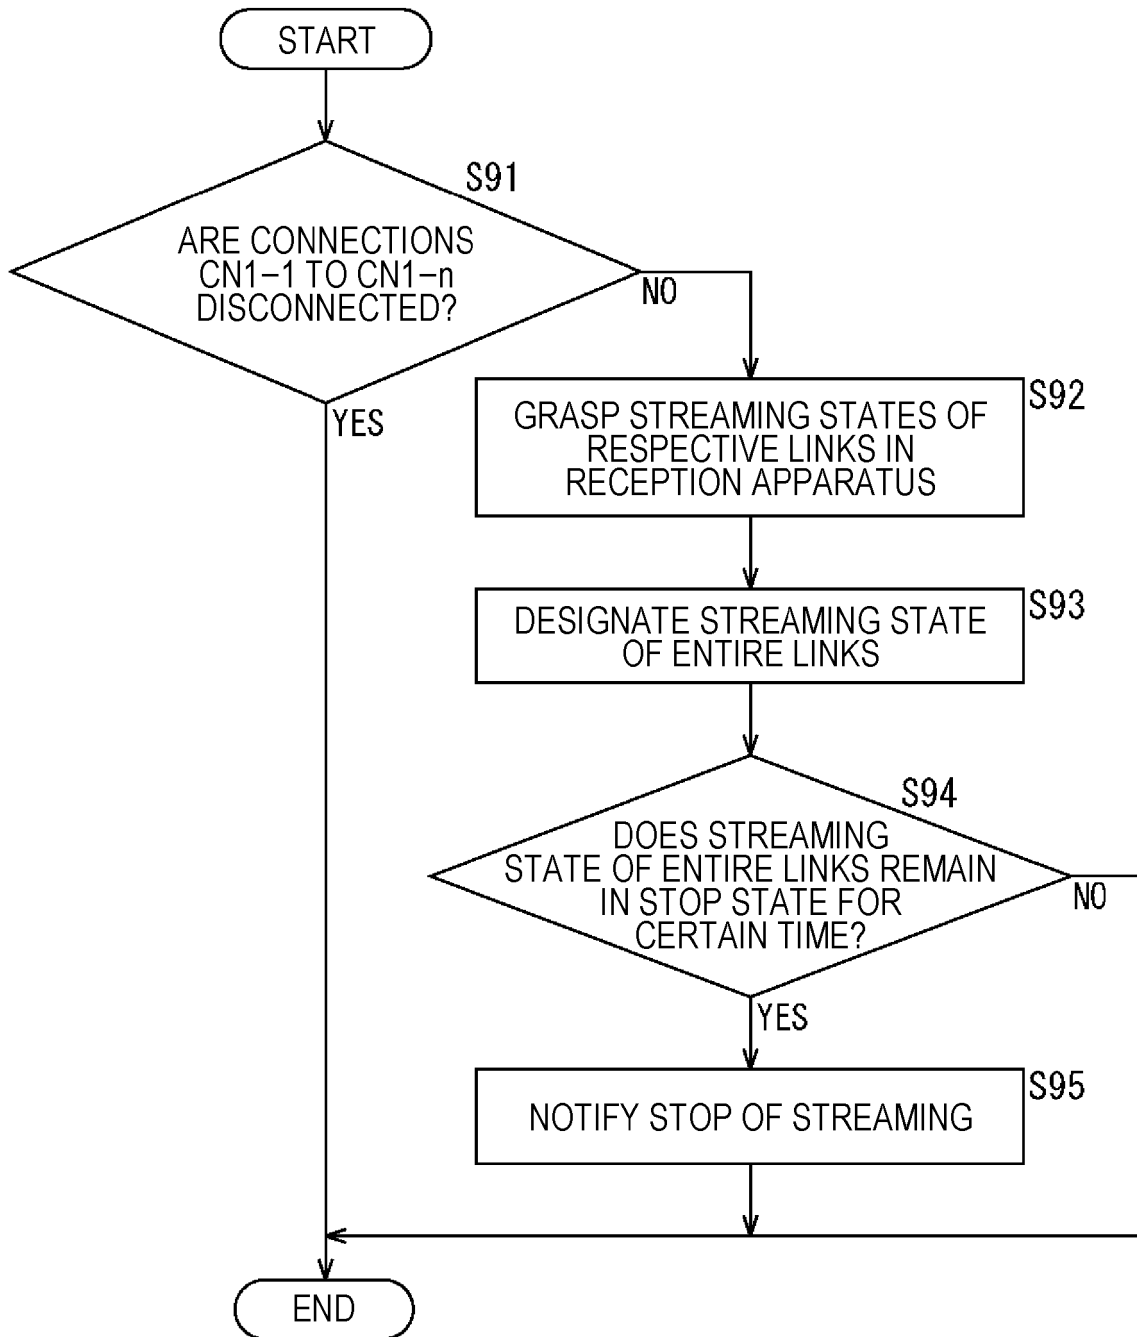 START
S91
ARE CONNECTIONS
CN1-1 TO CN1-n
DISCONNECTED?
NO
YES
S92
GRASP STREAMING STATES OF
RESPECTIVE LINKS IN
RECEPTION APPARATUS
S93
DESIGNATE STREAMING STATE
OF ENTIRE LINKS
S94
DOES STREAMING
STATE OF ENTIRE LINKS REMAIN
IN STOP STATE FOR
CERTAIN TIME?
NO
YES
S95
NOTIFY STOP OF STREAMING
END